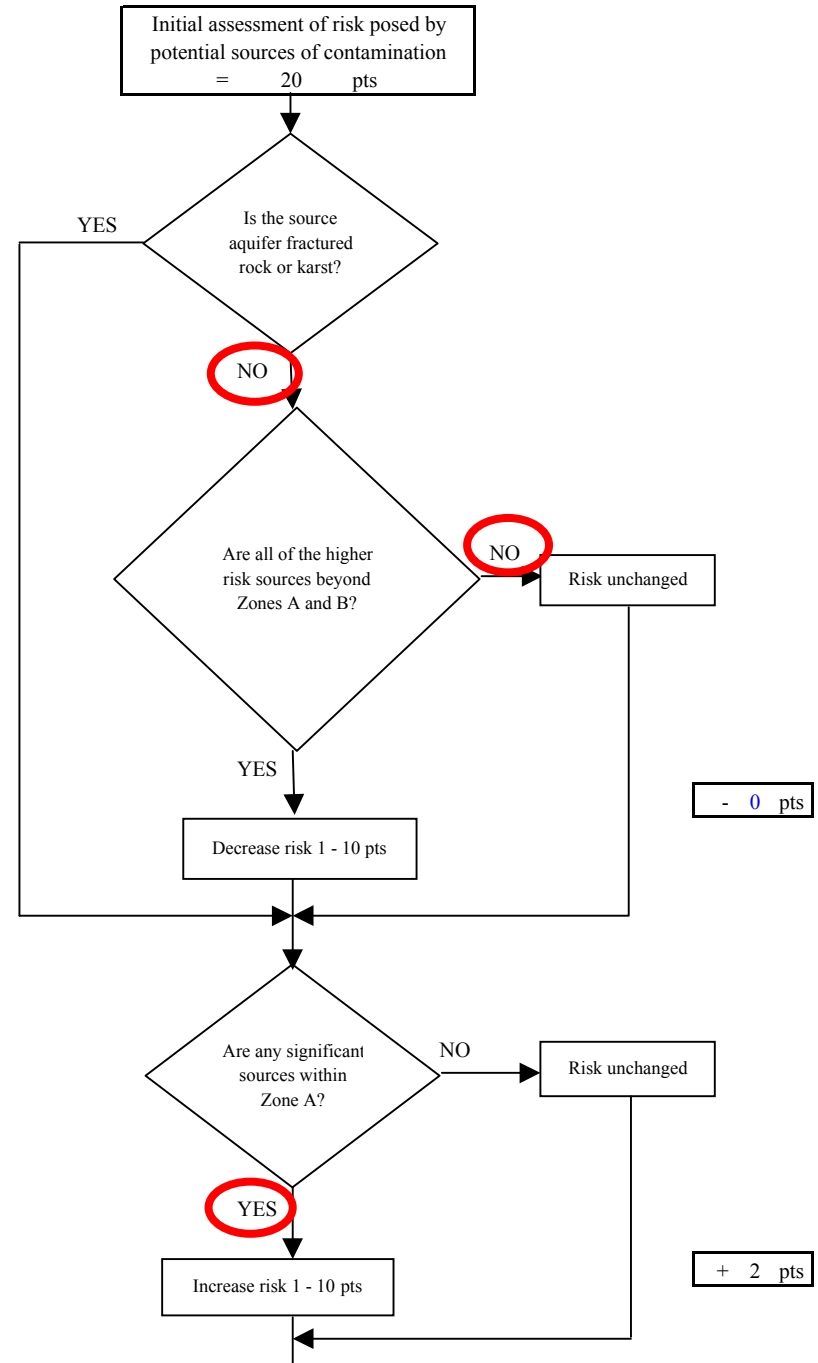 Initial assessment of risk posed by
potential sources of contamination
= 20 pts
YES
Is the source
aquifer fractured
rock or karst?
NO
Are all of the higher
risk sources beyond
Zones A and B?
NO
Risk unchanged
YES
- 0 pts
Decrease risk 1 - 10 pts
Are any significant
sources within
Zone A?
NO
Risk unchanged
YES
+ 2 pts
Increase risk 1 - 10 pts